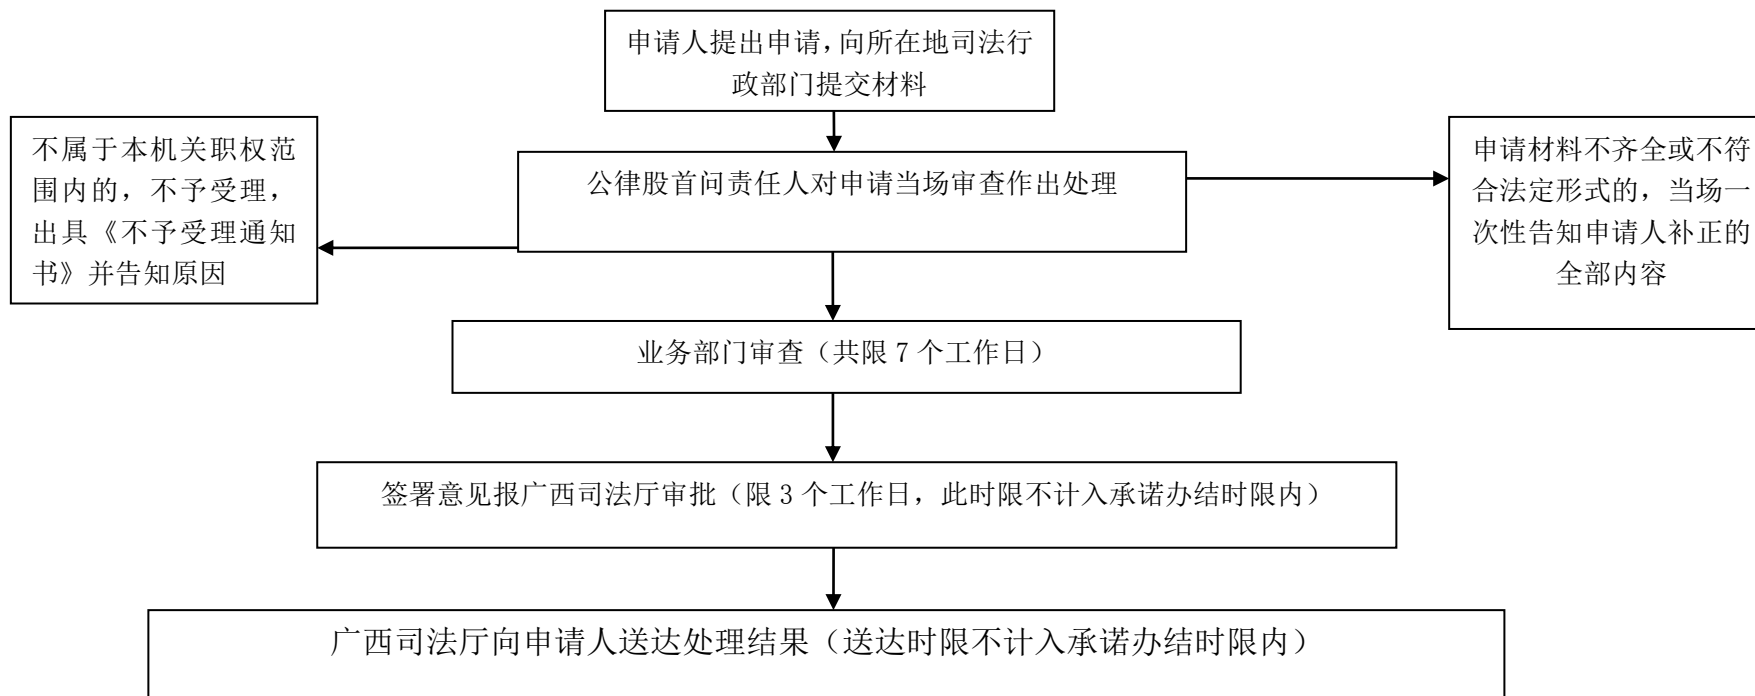 申请人提出申请，向所在地司法行
政部门提交材料
不属于本机关职权范
围内的，不予受理，
出具《不予受理通知
书》并告知原因
公律股首问责任人对申请当场审查作出处理
申请材料不齐全或不符
合法定形式的，当场一
次性告知申请人补正的
全部内容
业务部门审查（共限 7 个工作日）
签署意见报广西司法厅审批（限 3 个工作日，此时限不计入承诺办结时限内）
广西司法厅向申请人送达处理结果（送达时限不计入承诺办结时限内）